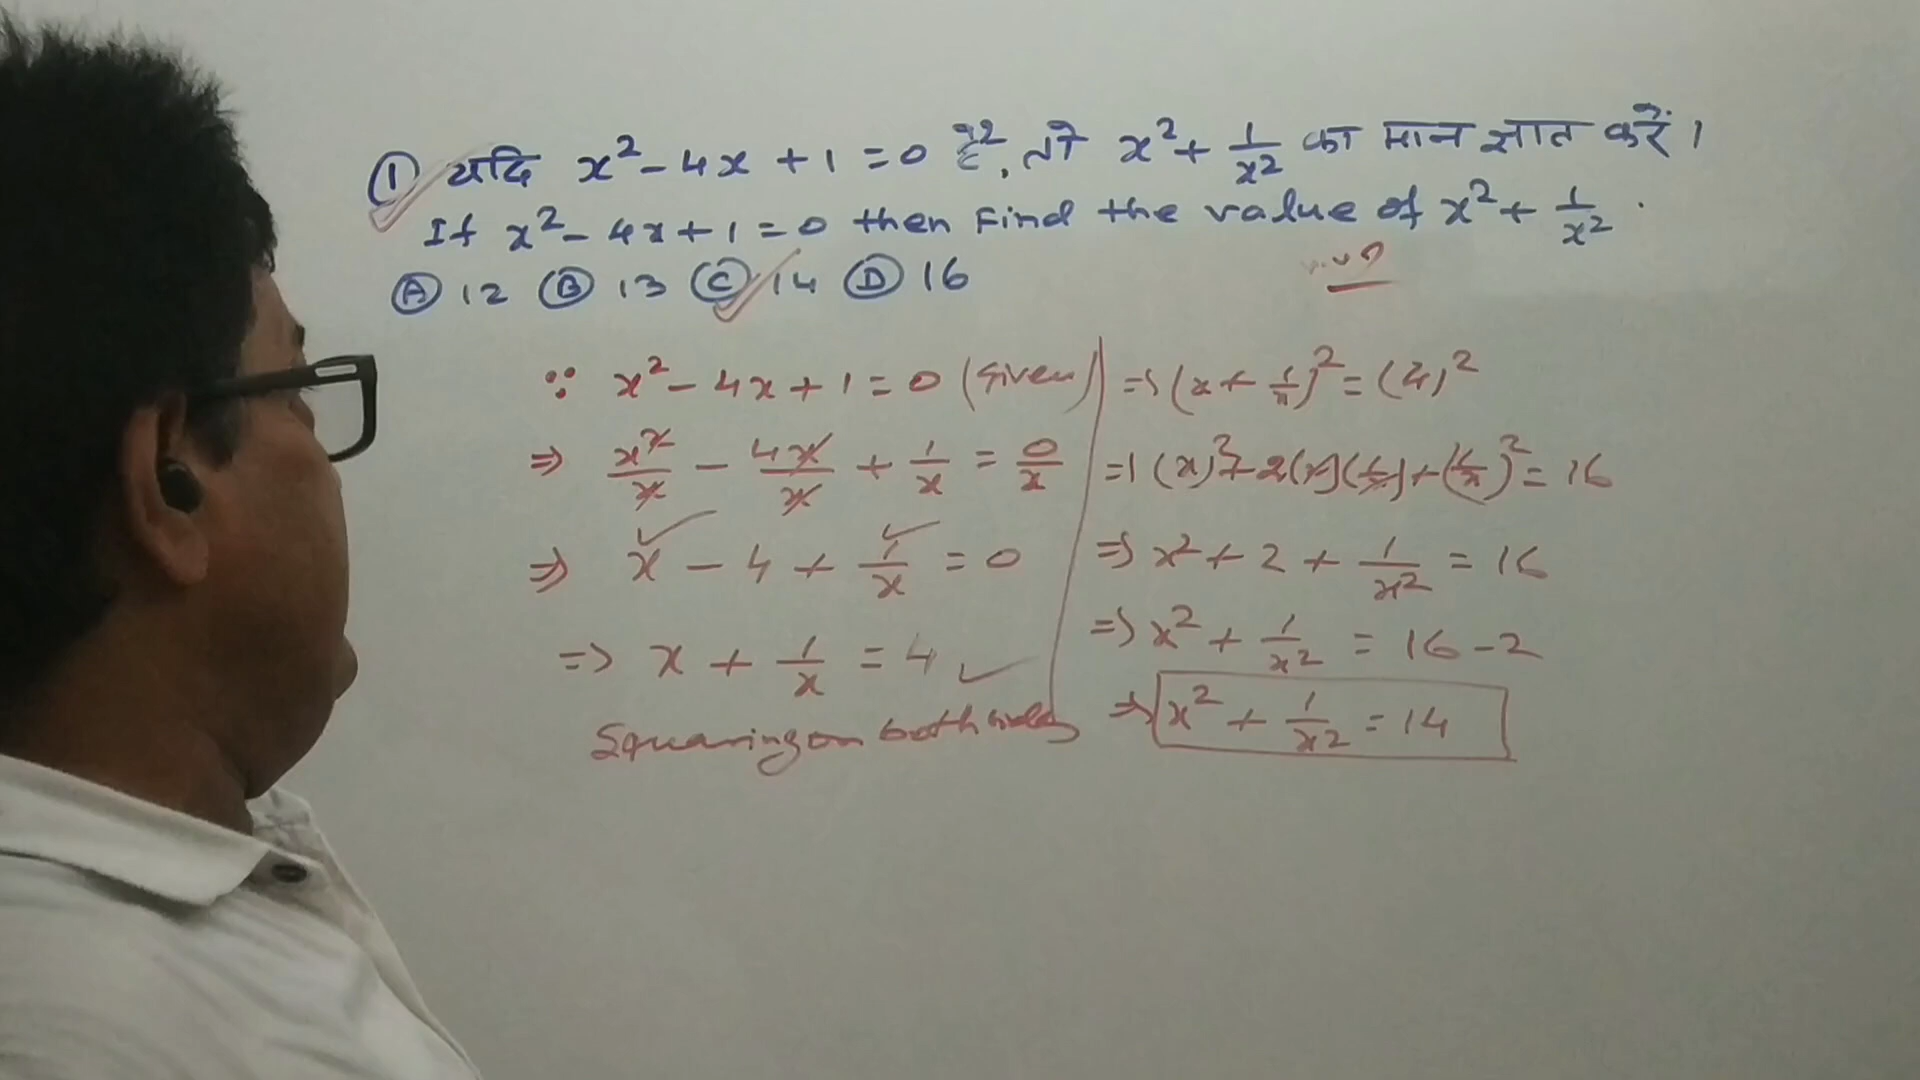 ① यदि x² - 4x + 1 = 0 है, तो x² + 1/x² का मान ज्ञात करें।
If x² - 4x + 1 = 0 then Find the value of x² + 1/x².
Ⓐ 12 Ⓑ 13 Ⓒ 14 Ⓓ 16
∵ x² - 4x + 1 = 0 (Given)
⇒ x²/x - 4x/x + 1/x = 0/x
⇒ x - 4 + 1/x = 0
⇒ x + 1/x = 4
Squaring on both sides
⇒ (x + 1/x)² = (4)²
⇒ (x)² + 2(x)(1/x) + (1/x)² = 16
⇒ x² + 2 + 1/x² = 16
⇒ x² + 1/x² = 16 - 2
⇒ x² + 1/x² = 14